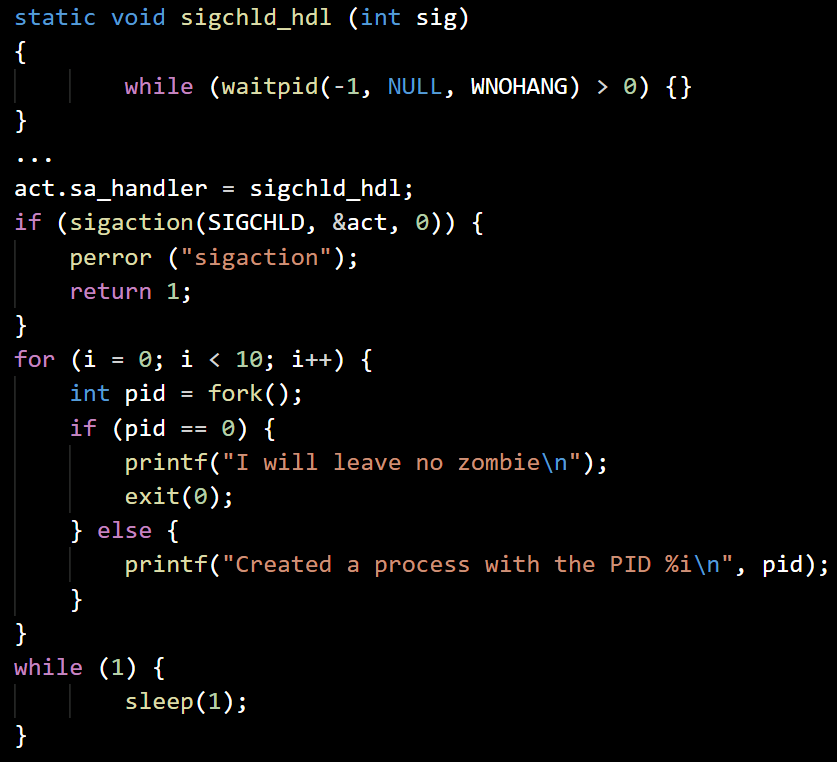 static void sigchld_hdl (int sig)
{
        while (waitpid(-1, NULL, WNOHANG) > 0) {}
}
...
act.sa_handler = sigchld_hdl;
if (sigaction(SIGCHLD, &act, 0)) {
    perror ("sigaction");
    return 1;
}
for (i = 0; i < 10; i++) {
    int pid = fork();
    if (pid == 0) {
        printf("I will leave no zombie\n");
        exit(0);
    } else {
        printf("Created a process with the PID %i\n", pid);
    }
}
while (1) {
        sleep(1);
}